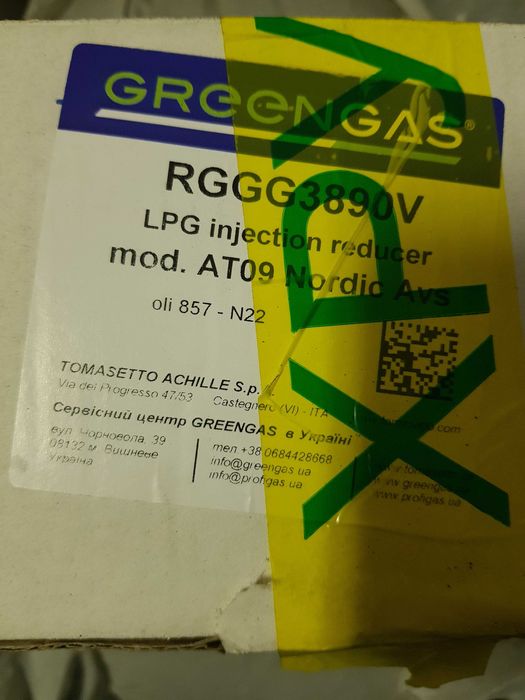 GREENGAS®
RGGG3890V
LPG injection reducer
mod. AT09 Nordic Avs
oli 857 - N22
TOMASETTO ACHILLE S.p.
Via dei Progresso 47/53 Castegnero (VI) - ITA
Сервісний центр GREENGAS в Україні
вул. Чорновола, 39
08132 м. Вишневе
Україна
тел +38 0684428668
info@greengas.ua
info@profigas.ua
www.profigas.ua
ХРУ